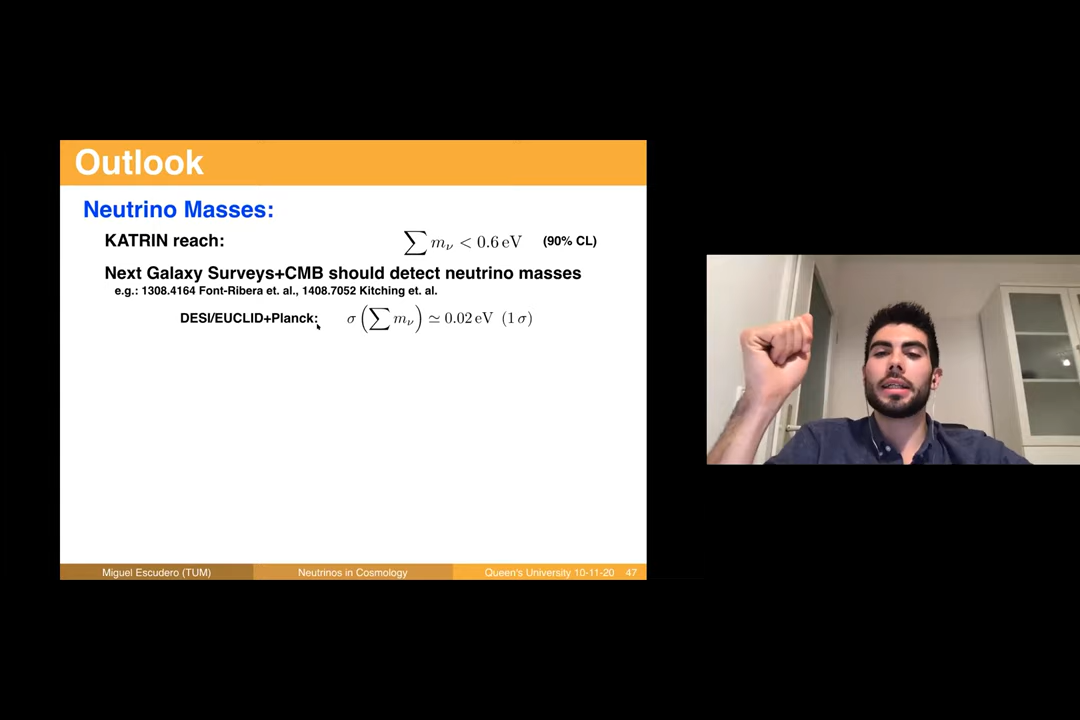 Outlook
Neutrino Masses:
KATRIN reach: ∑ mν < 0.6 eV (90% CL)
Next Galaxy Surveys+CMB should detect neutrino masses
e.g.: 1308.4164 Font-Ribera et. al., 1408.7052 Kitching et. al.
DESI/EUCLID+Planck: σ (∑ mν) ≃ 0.02 eV (1 σ)
Miguel Escudero (TUM) Neutrinos in Cosmology Queen's University 10-11-20 47